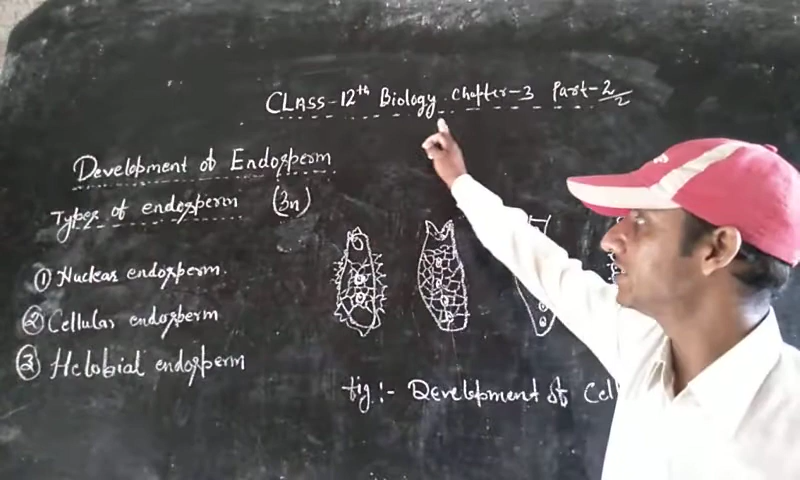 CLASS-12th Biology Chapter-3 Part-2/2
Development of Endosperm
Types of endosperm (3n)
① Nuclear endosperm.
② Cellular endosperm
③ Helobial endosperm
fig:- Development of Cel